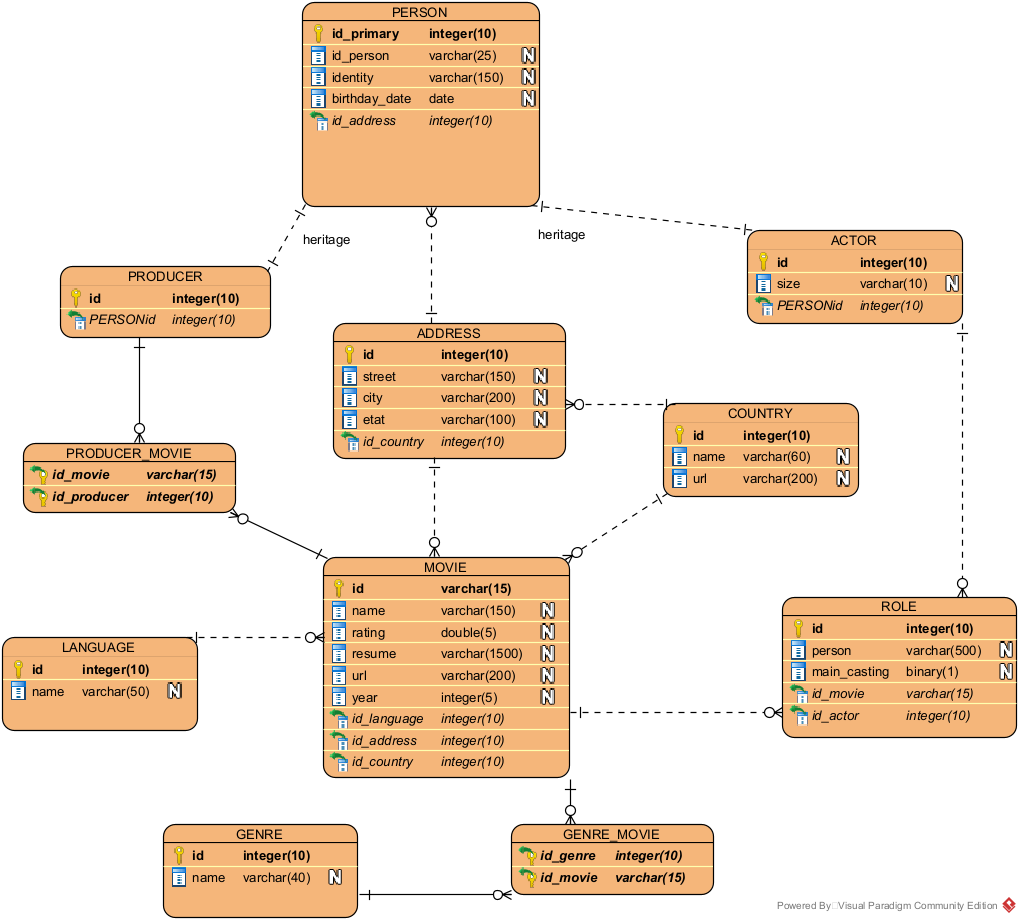 PERSON
id_primary integer(10)
id_person varchar(25) N
identity varchar(150) N
birthday_date date N
id_address integer(10)
heritage
heritage
PRODUCER
id integer(10)
PERSONid integer(10)
ACTOR
id integer(10)
size varchar(10) N
PERSONid integer(10)
ADDRESS
id integer(10)
street varchar(150) N
city varchar(200) N
etat varchar(100) N
id_country integer(10)
COUNTRY
id integer(10)
name varchar(60) N
url varchar(200) N
PRODUCER_MOVIE
id_movie varchar(15)
id_producer integer(10)
MOVIE
id varchar(15)
name varchar(150) N
rating double(5) N
resume varchar(1500) N
url varchar(200) N
year integer(5) N
id_language integer(10)
id_address integer(10)
id_country integer(10)
LANGUAGE
id integer(10)
name varchar(50) N
ROLE
id integer(10)
person varchar(500) N
main_casting binary(1) N
id_movie varchar(15)
id_actor integer(10)
GENRE
id integer(10)
name varchar(40) N
GENRE_MOVIE
id_genre integer(10)
id_movie varchar(15)
Powered By Visual Paradigm Community Edition